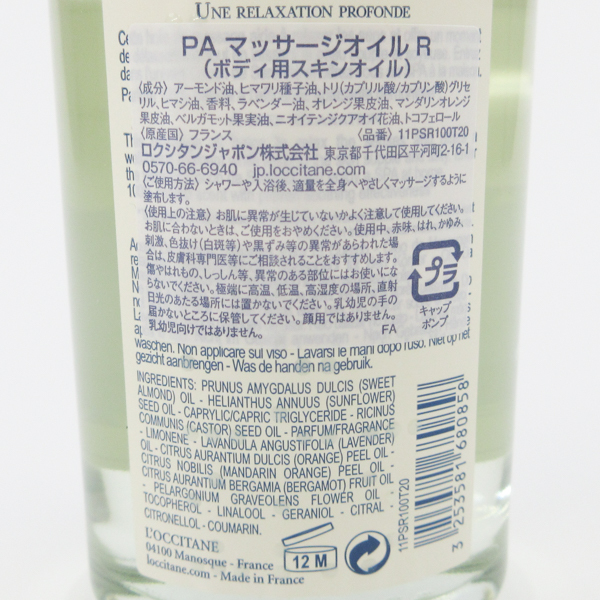 UNE RELAXATION PROFONDE
PA マッサージオイル R
（ボディ用スキンオイル）
〈成分〉アーモンド油、ヒマワリ種子油、トリ（カプリル酸/カプリン酸）グリセ
リル、ヒマシ油、香料、ラベンダー油、オレンジ果皮油、マンダリンオレンジ
果皮油、ベルガモット果実油、ニオイテンジクアオイ花油、トコフェロール
〈原産国〉フランス 〈品番〉11PSR100T20
ロクシタンジャポン株式会社 東京都千代田区平河町2-16-1
0570-66-6940 jp.loccitane.com
〈ご使用方法〉シャワーや入浴後、適量を全身へやさしくマッサージするように
塗布します。
〈使用上の注意〉お肌に異常が生じていないかよく注意して使用してください。
お肌に合わないときは、ご使用をおやめください。使用中、赤味、はれ、かゆみ、
刺激、色抜け（白斑等）や黒ずみ等の異常があらわれた場
合は、皮膚科専門医等にご相談されることをおすすめします。
傷やはれもの、しっしん等、異常のある部位にはお使いにな
らないでください。極端に高温、低温、高湿度の場所、直射
日光のあたる場所には置かないでください。乳幼児の手の
届かないところに保管してください。顔用ではありません。
乳幼児向けではありません。 FA
プラ
キャップ
ポンプ
waschen. Non applicare sul viso - Lavarsi le mani dopo l'uso. Niet op het
gezicht aanbrengen - Was de handen na gebruik.
INGREDIENTS: PRUNUS AMYGDALUS DULCIS (SWEET
ALMOND) OIL - HELIANTHUS ANNUUS (SUNFLOWER)
SEED OIL - CAPRYLIC/CAPRIC TRIGLYCERIDE - RICINUS
COMMUNIS (CASTOR) SEED OIL - PARFUM/FRAGRANCE
- LIMONENE - LAVANDULA ANGUSTIFOLIA (LAVENDER)
OIL - CITRUS AURANTIUM DULCIS (ORANGE) PEEL OIL -
CITRUS NOBILIS (MANDARIN ORANGE) PEEL OIL -
CITRUS AURANTIUM BERGAMIA (BERGAMOT) FRUIT OIL
- PELARGONIUM GRAVEOLENS FLOWER OIL -
TOCOPHEROL - LINALOOL - GERANIOL - CITRAL -
CITRONELLOL - COUMARIN.
L'OCCITANE
04100 Manosque - France
loccitane.com - Made in France
12 M
11PSR100T20
3 253581 680858